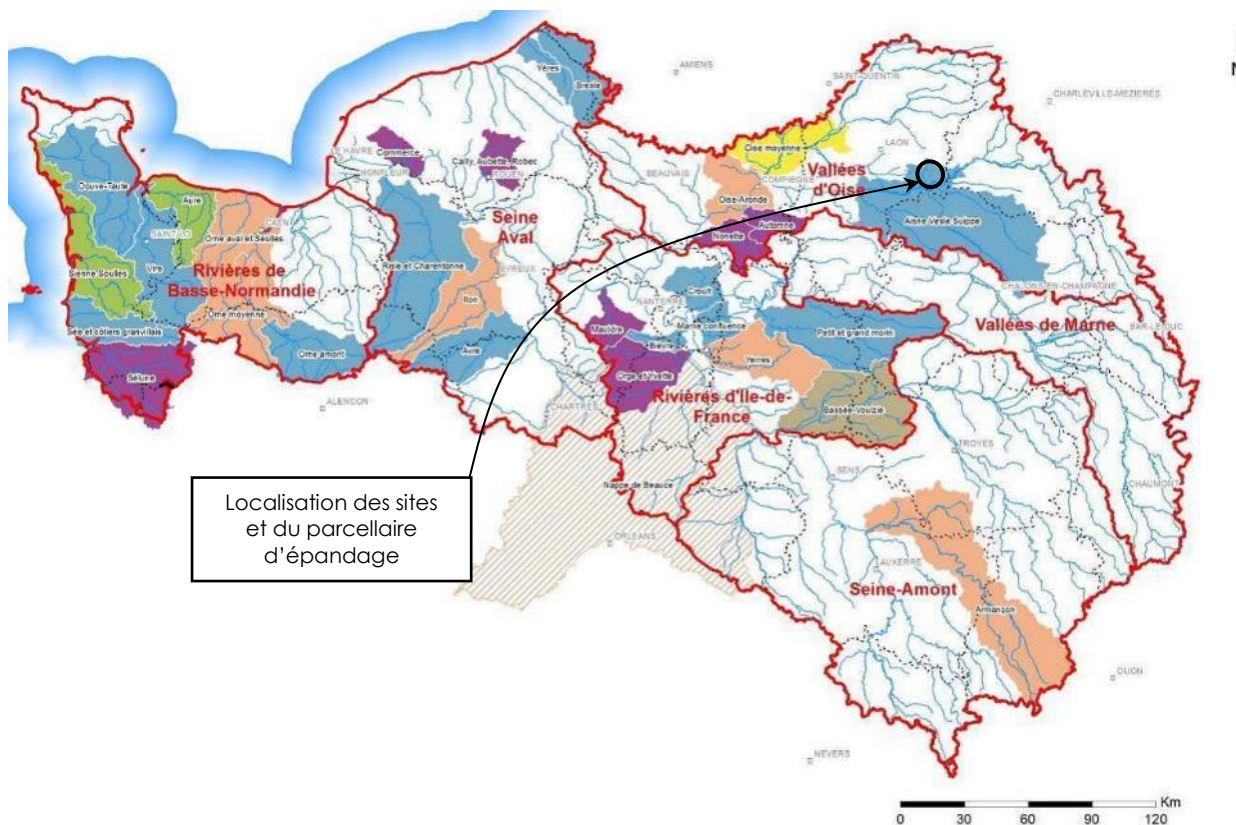 AMIENS
SAINT-QUENTIN
CHARLEVILLE-MEZIERES
N
Yères
Bresle
LE HAVRE
Commerce
Cailly, Aubette, Robec
HONFLEUR
ROUEN
BEAUVAIS
Oise moyenne
LAON
COMPIEGNE
Vallées
d'Oise
Oise-Aronde
Nonette
Automne
Aisne Vesle Suippe
Douve-Taute
Aure
SAINT-LO
CAEN
Orne aval et Seulles
Sienne Soulles
Vire
Rivières de
Basse-Normandie
Orne moyenne
Sée et côtiers granvillais
Orne amont
Sélune
ALENCON
Seine
Aval
Risle et Charentonne
EVREUX
Iton
Avre
NANTERRE
Croult
Mauldre
Marne confluence
Bièvre
Yerres
Orge et Yvette
Rivières d'Ile-de-
France
Petit et grand morin
Bassée-Voulzie
CHALONS-EN-CHAMPAGNE
Vallées de Marne
BAR-LE-DUC
CHARTRES
TROYES
SENS
CHAUMONT
Nappe de Beauce
ORLEANS
AUXERRE
Seine-Amont
Armançon
DIJON
NEVERS
Localisation des sites
et du parcellaire
d'épandage
Km
0 30 60 90 120